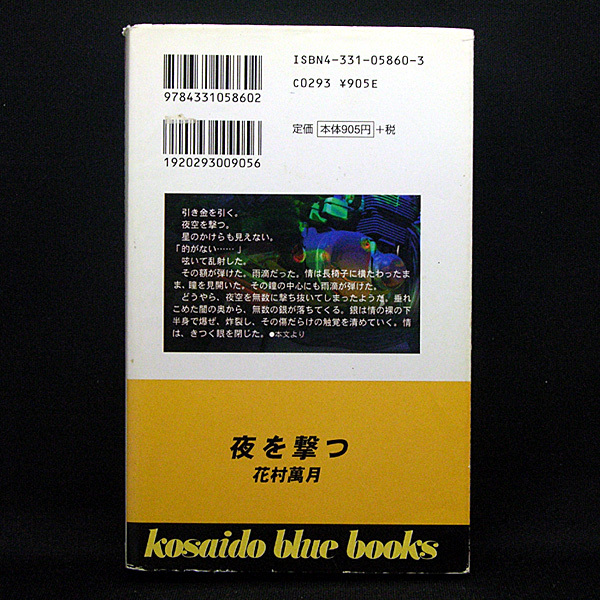 ISBN4-331-05860-3
C0293 ¥905E
9784331058602
定価 本体905円 +税
1920293009056
引き金を引く。
夜空を撃つ。
星のかけらも見えない。
「的がない……」
呟いて乱射した。
その額が弾けた。雨滴だった。情は長椅子に横たわったま
ま、瞳を見開いた。その瞳の中心にも雨滴が弾けた。
どうやら、夜空を無数に撃ち抜いてしまったようだ。垂れ
こめた闇の奥から、無数の銀が落ちてくる。銀は情の裸の下
半身で爆ぜ、炸裂し、その傷だらけの触覚を清めていく。情
は、きつく眼を閉じた。●本文より
夜を撃つ
花村萬月
kosaido blue books